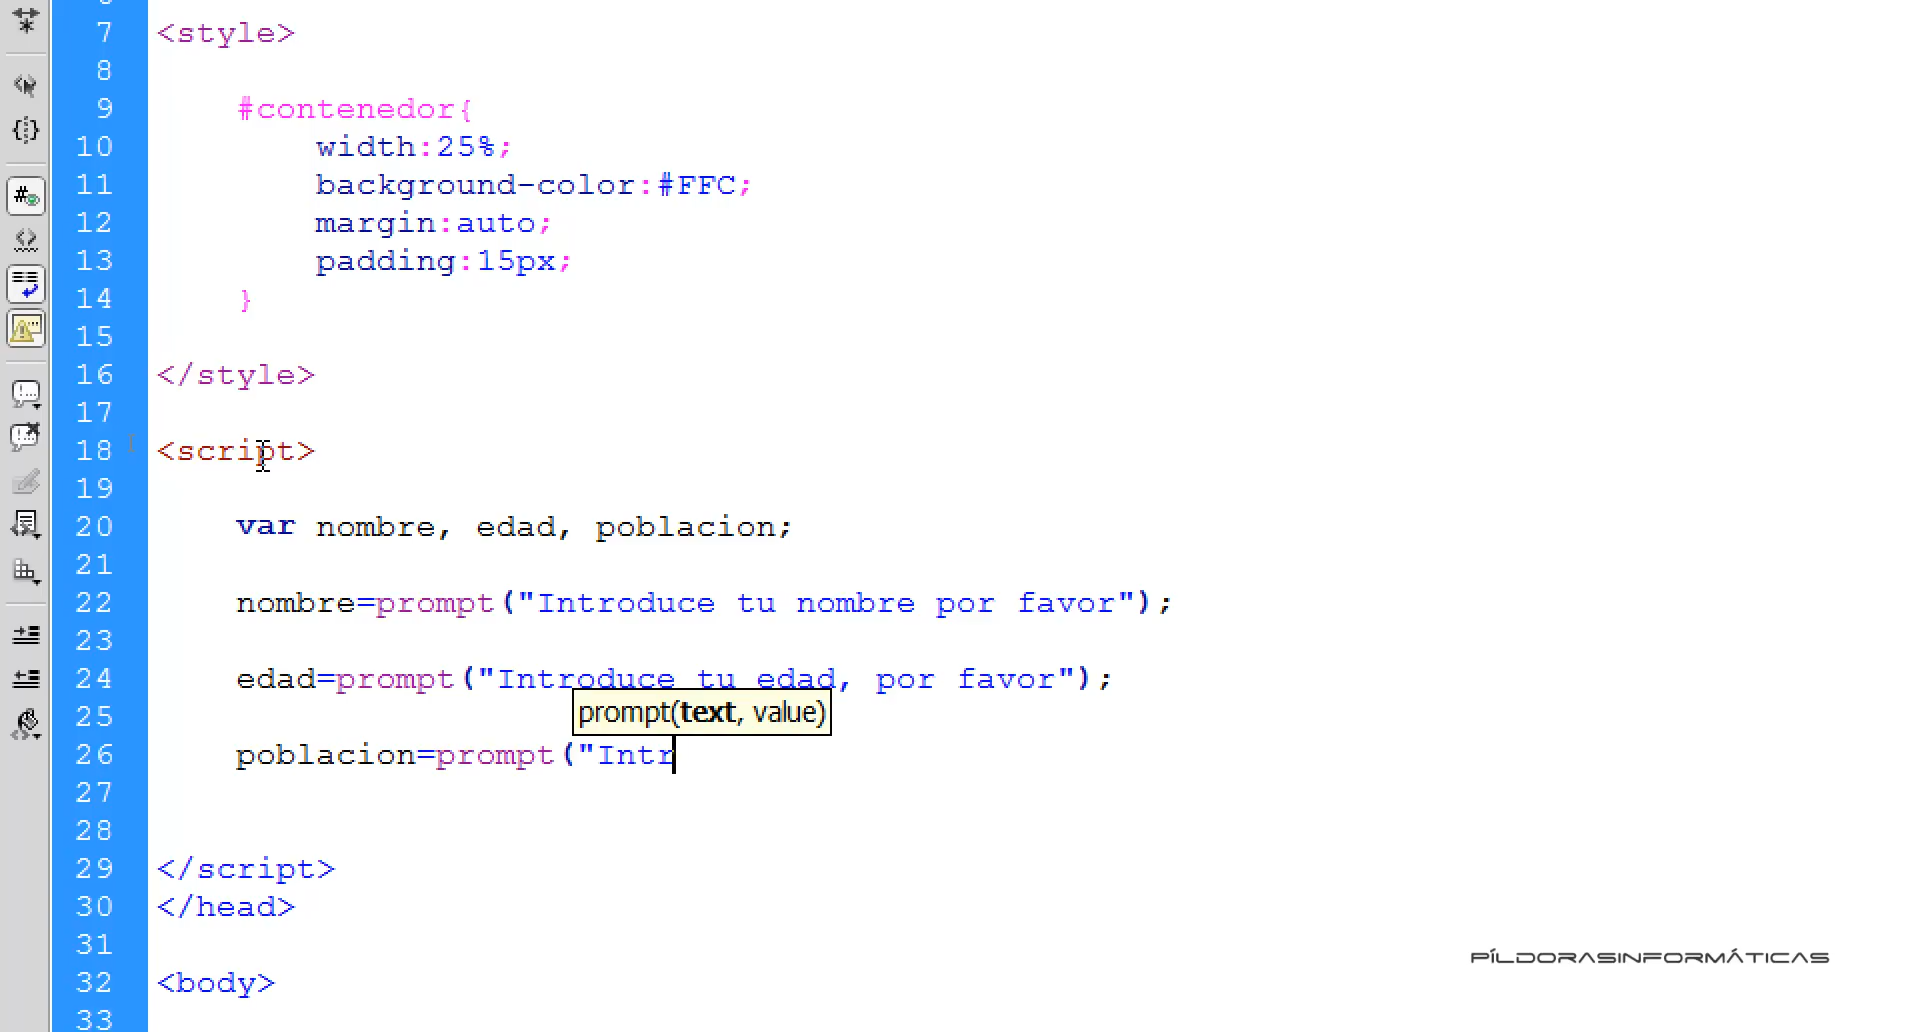 7 <style>
8
9 #contenedor{
10 width:25%;
11 background-color:#FFC;
12 margin:auto;
13 padding:15px;
14 }
15
16 </style>
17
18 <script>
19
20 var nombre, edad, poblacion;
21
22 nombre=prompt("Introduce tu nombre por favor");
23
24 edad=prompt("Introduce tu edad, por favor");
prompt(text, value)
25
26 poblacion=prompt("Intr
27
28
29 </script>
30 </head>
31
PÍLDORASINFORMÁTICAS
32 <body>
33